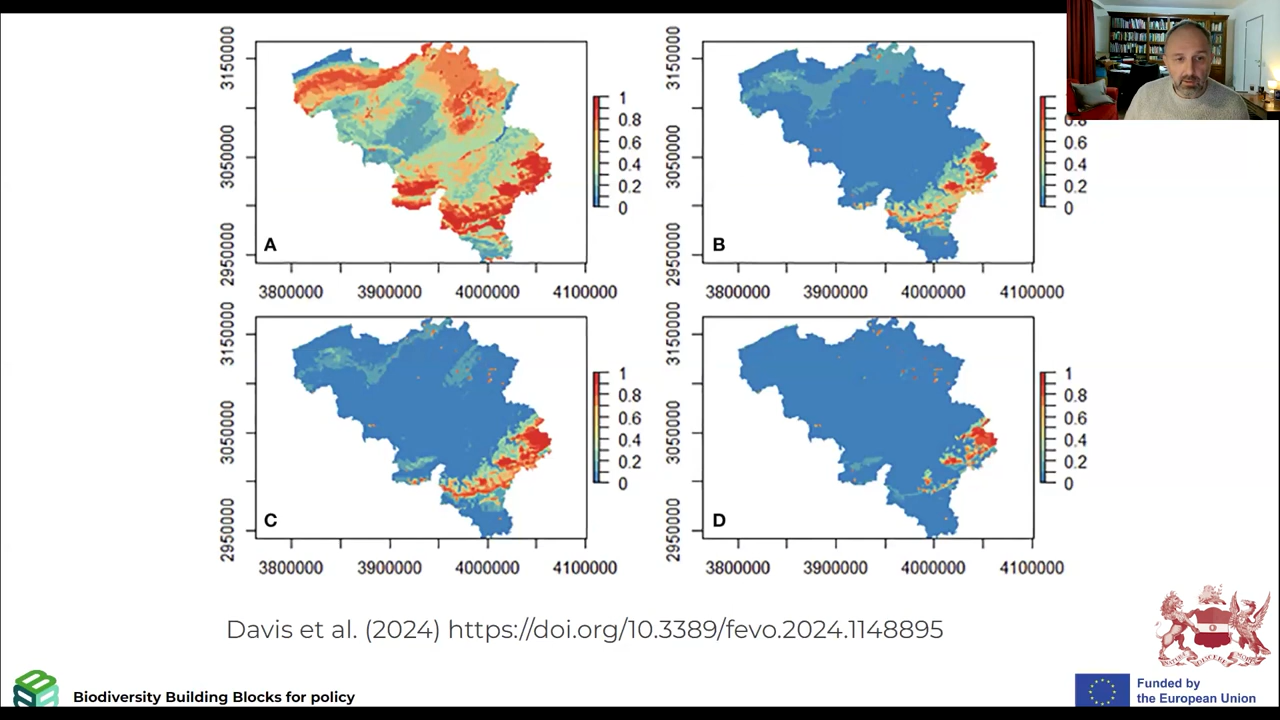 3150000
3050000
2950000
1
0.8
0.6
0.4
0.2
0
A
3800000 3900000 4000000 4100000
3150000
3050000
2950000
0.8
0.6
0.4
0.2
0
B
3800000 3900000 4000000 4100000
3150000
3050000
2950000
1
0.8
0.6
0.4
0.2
0
C
3800000 3900000 4000000 4100000
3150000
3050000
2950000
1
0.8
0.6
0.4
0.2
0
D
3800000 3900000 4000000 4100000
Davis et al. (2024) https://doi.org/10.3389/fevo.2024.1148895
Biodiversity Building Blocks for policy
Funded by
the European Union